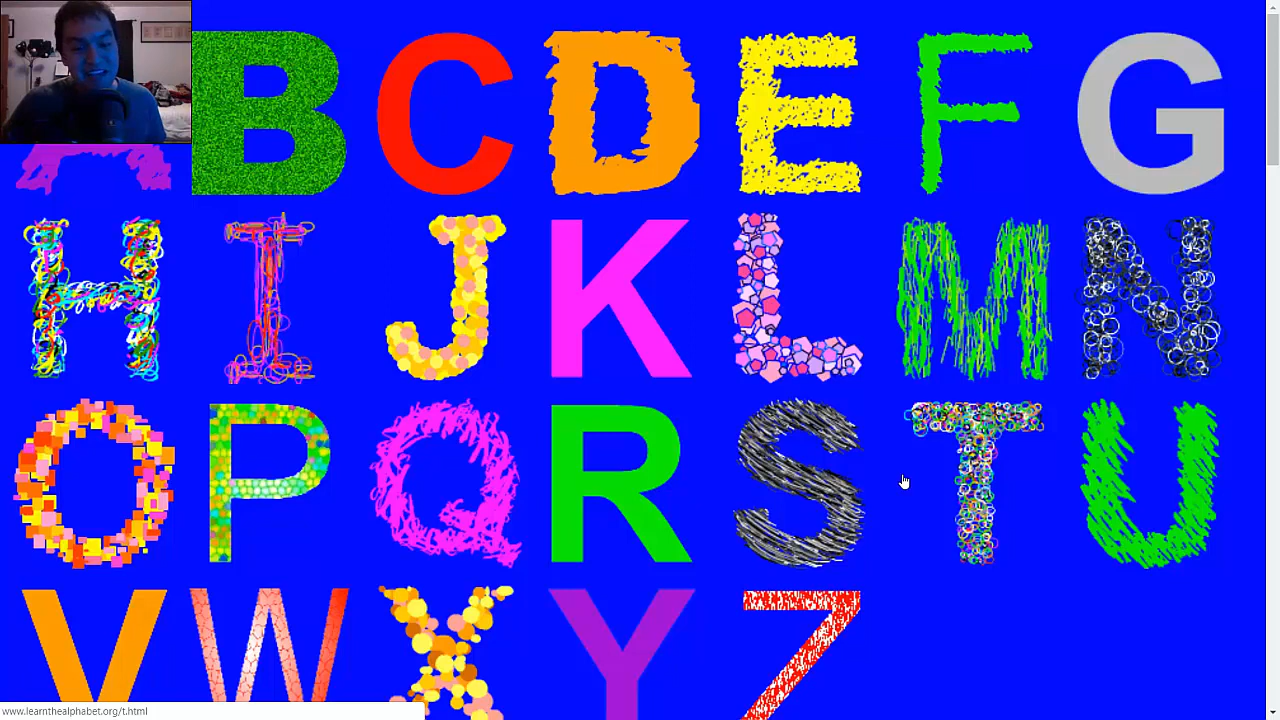 A B C D E F G
H I J K L M N
O P Q R S T U
V W X Y Z
www.learnthealphabet.org/t.html